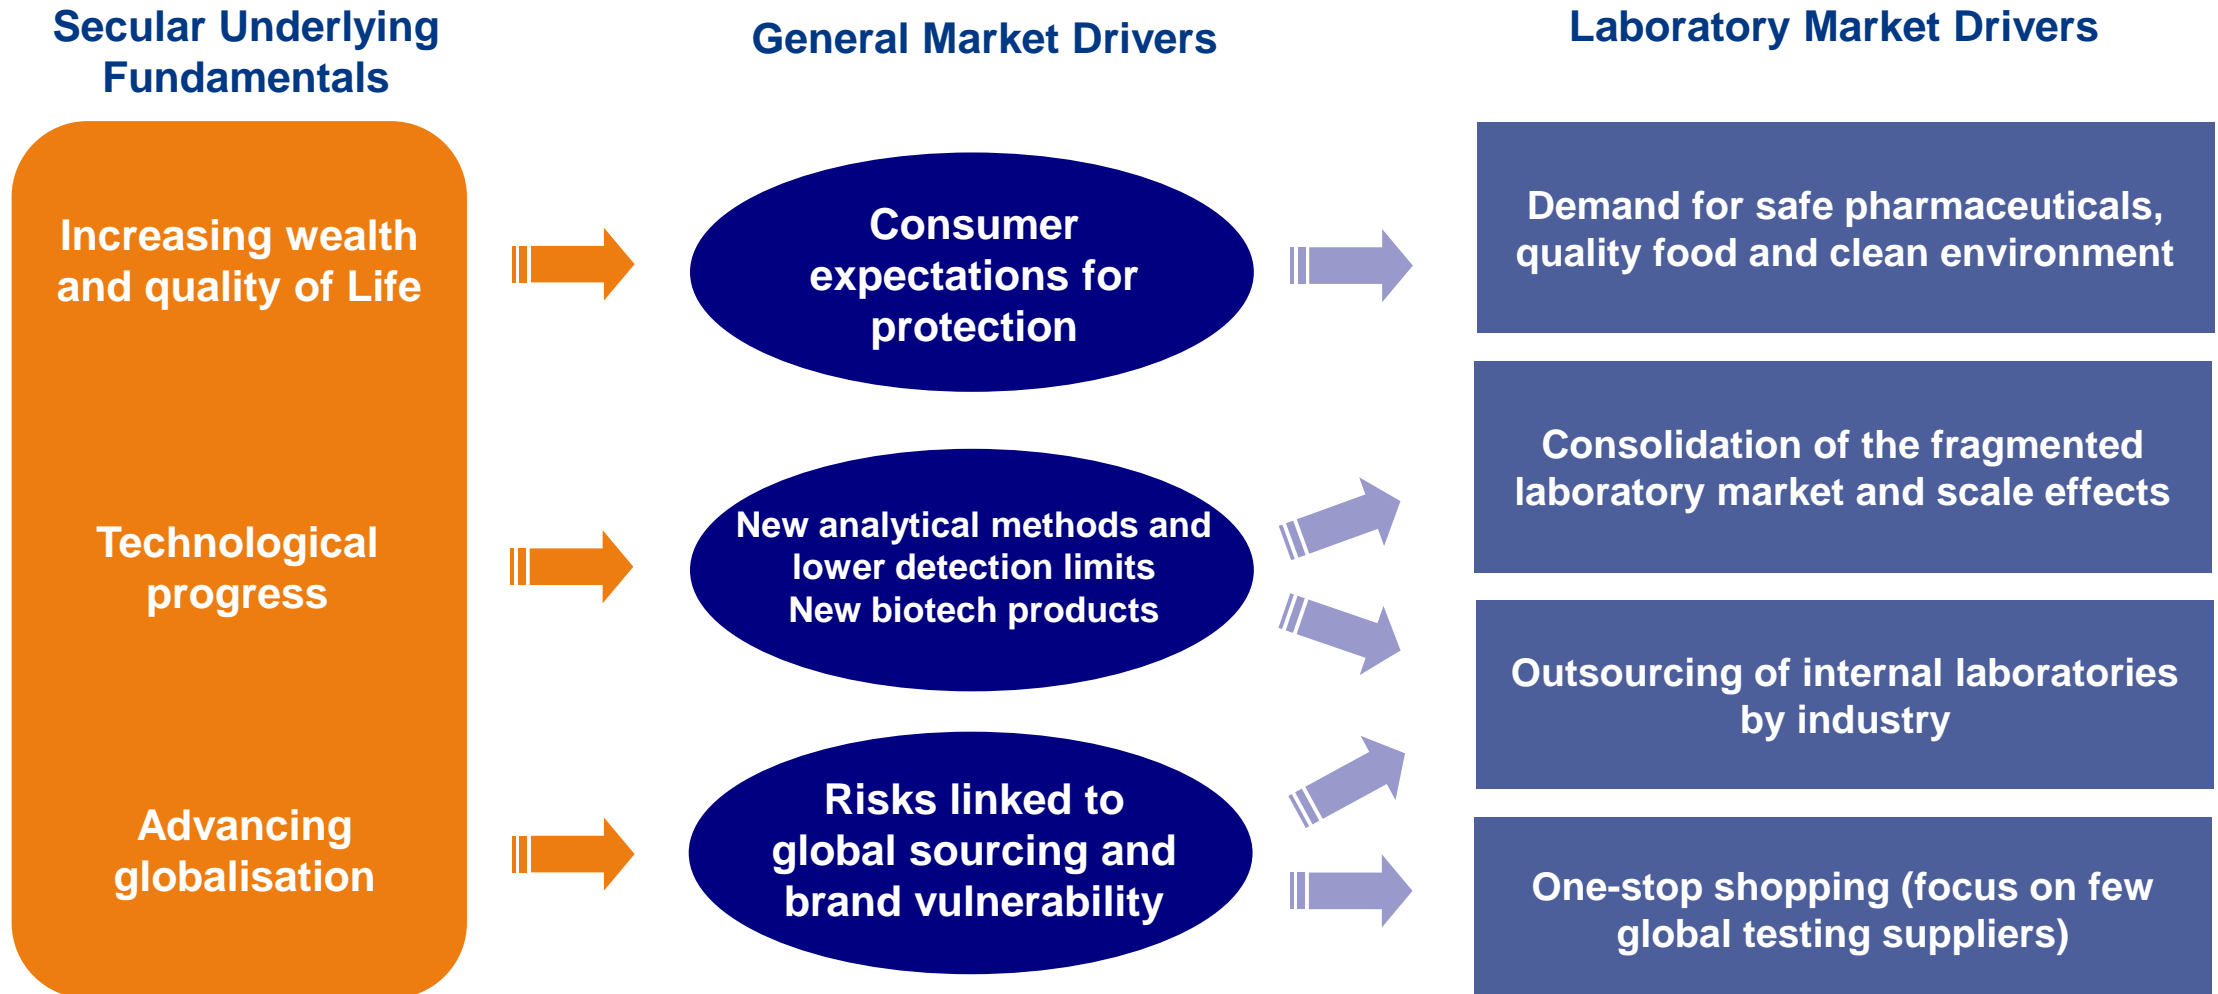 Secular Underlying
Fundamentals
General Market Drivers
Laboratory Market Drivers
Increasing wealth
and quality of Life
Consumer
expectations for
protection
Demand for safe pharmaceuticals,
quality food and clean environment
Technological
progress
New analytical methods and
lower detection limits
New biotech products
Consolidation of the fragmented
laboratory market and scale effects
Outsourcing of internal laboratories
by industry
Advancing
globalisation
Risks linked to
global sourcing and
brand vulnerability
One-stop shopping (focus on few
global testing suppliers)